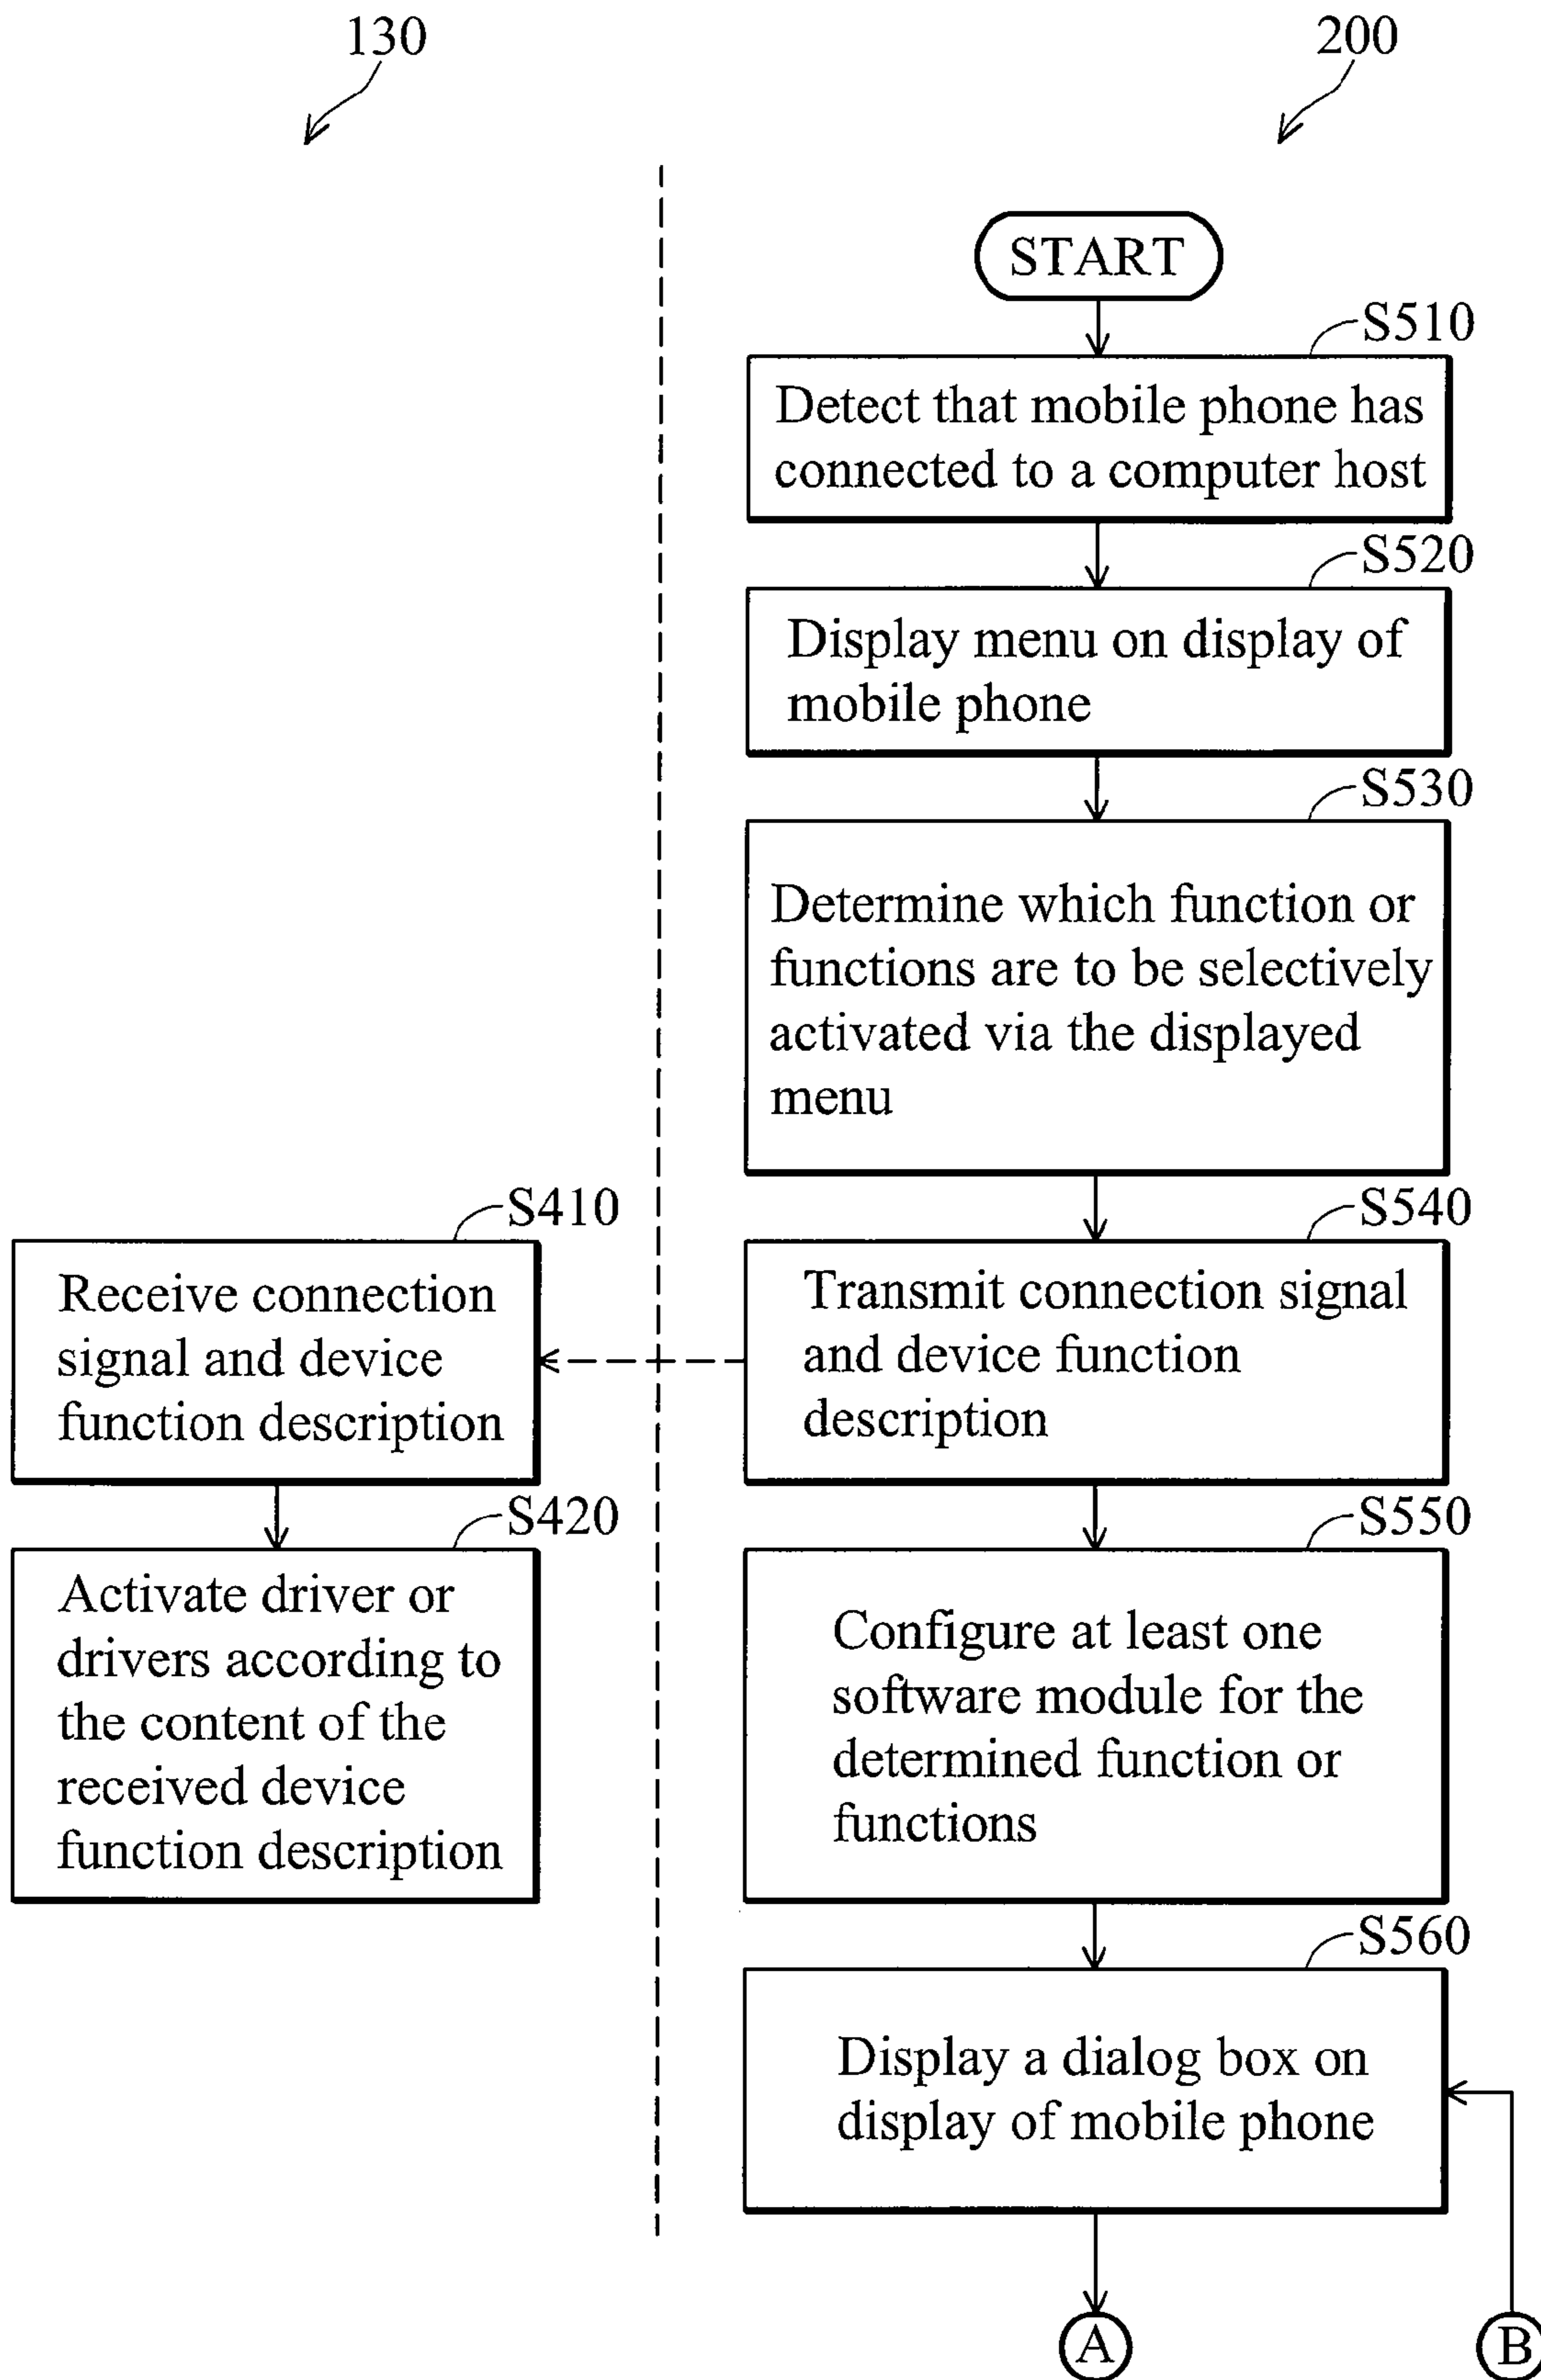 130
200
START
S510
Detect that mobile phone has
connected to a computer host
S520
Display menu on display of
mobile phone
S530
Determine which function or
functions are to be selectively
activated via the displayed
menu
S410
Receive connection
signal and device
function description
S540
Transmit connection signal
and device function
description
S420
Activate driver or
drivers according to
the content of the
received device
function description
S550
Configure at least one
software module for the
determined function or
functions
S560
Display a dialog box on
display of mobile phone
A
B